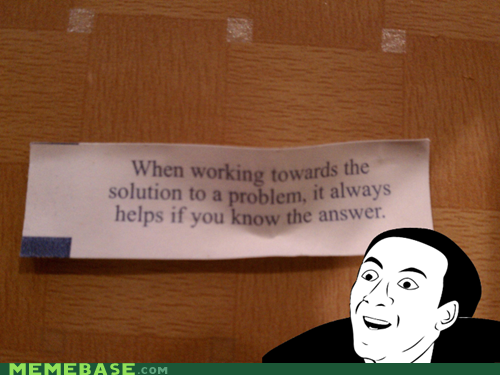 When working towards the
solution to a problem, it always
helps if you know the answer.
MEMEBASE.COM